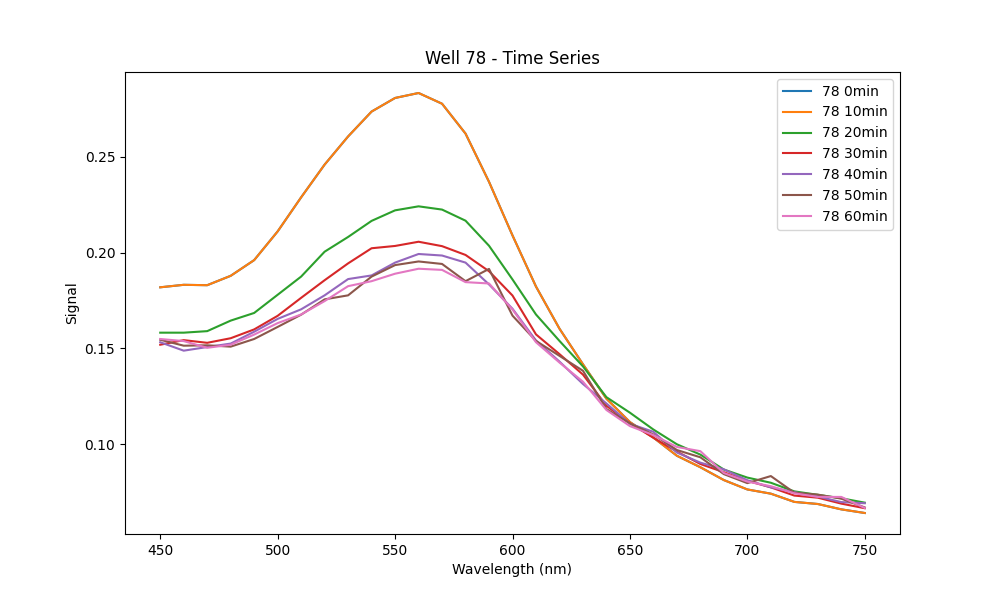 Well 78 - Time Series
78 0min
78 10min
78 20min
78 30min
78 40min
78 50min
78 60min
Signal
0.25
0.20
0.15
0.10
450 500 550 600 650 700 750
Wavelength (nm)